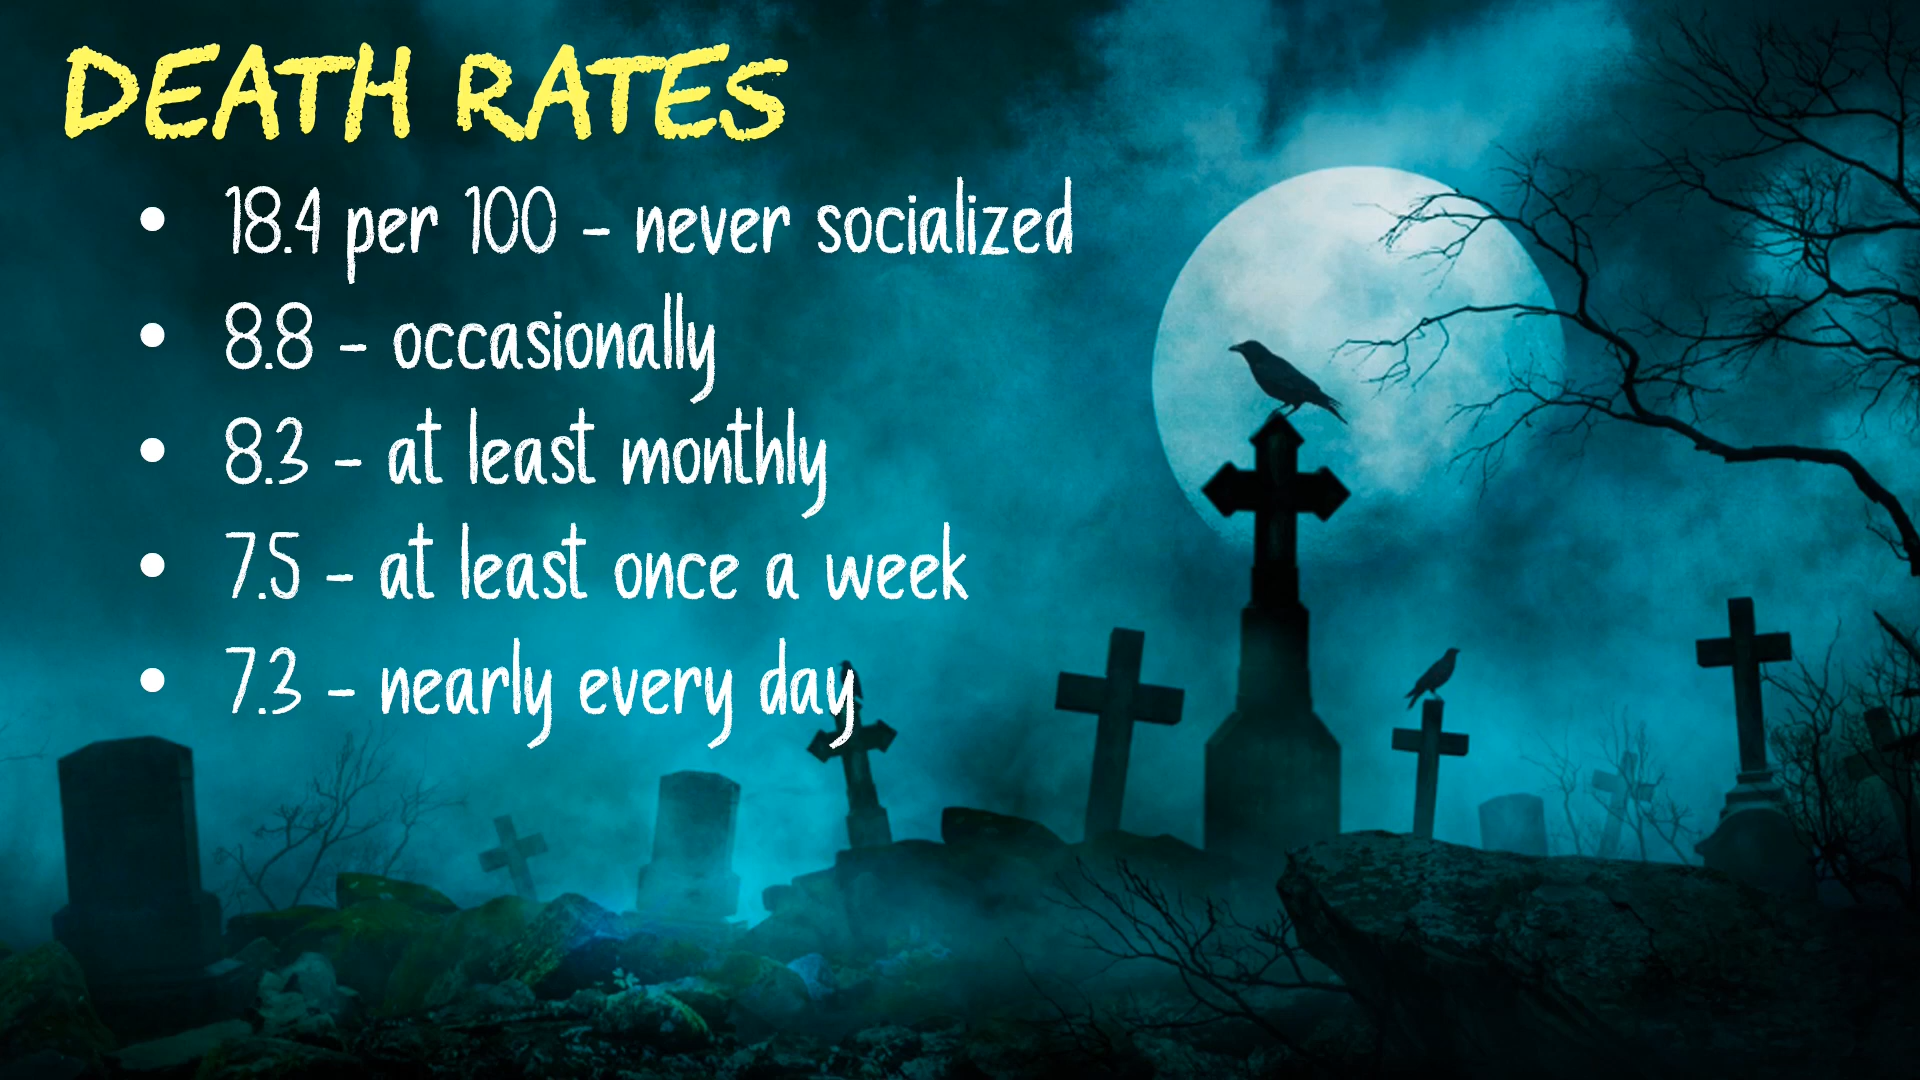 DEATH RATES
• 18.4 per 100 – never socialized
• 8.8 – occasionally
• 8.3 – at least monthly
• 7.5 – at least once a week
• 7.3 – nearly every day